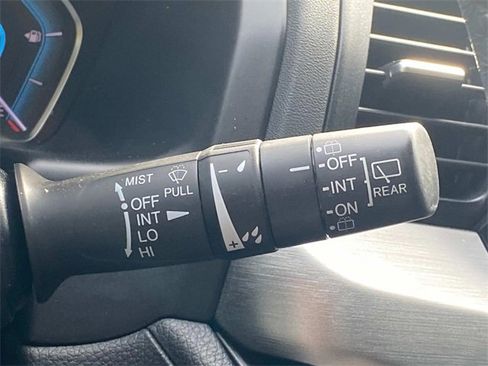 MIST
PULL
OFF
INT
LO
HI
- 
+
-OFF
-INT
-ON
REAR